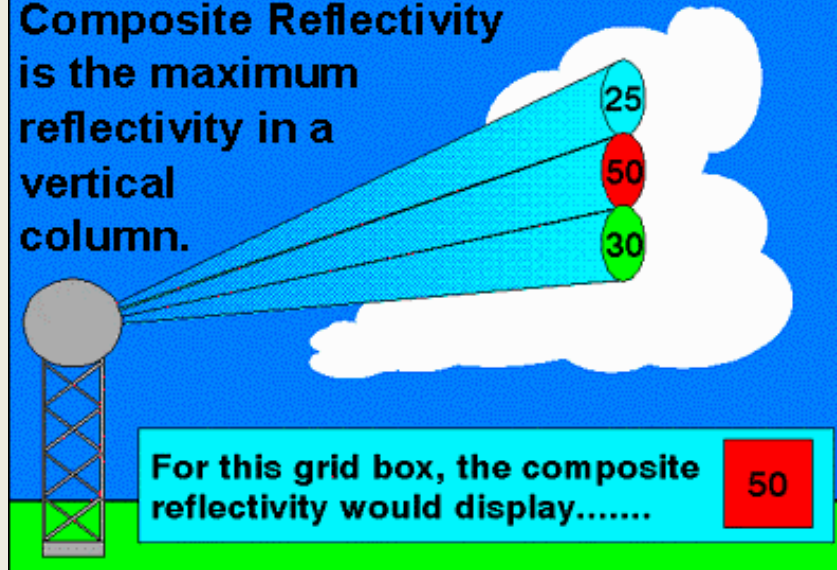 Composite Reflectivity
is the maximum
reflectivity in a
vertical
column.
25
50
30
For this grid box, the composite
reflectivity would display.......
50